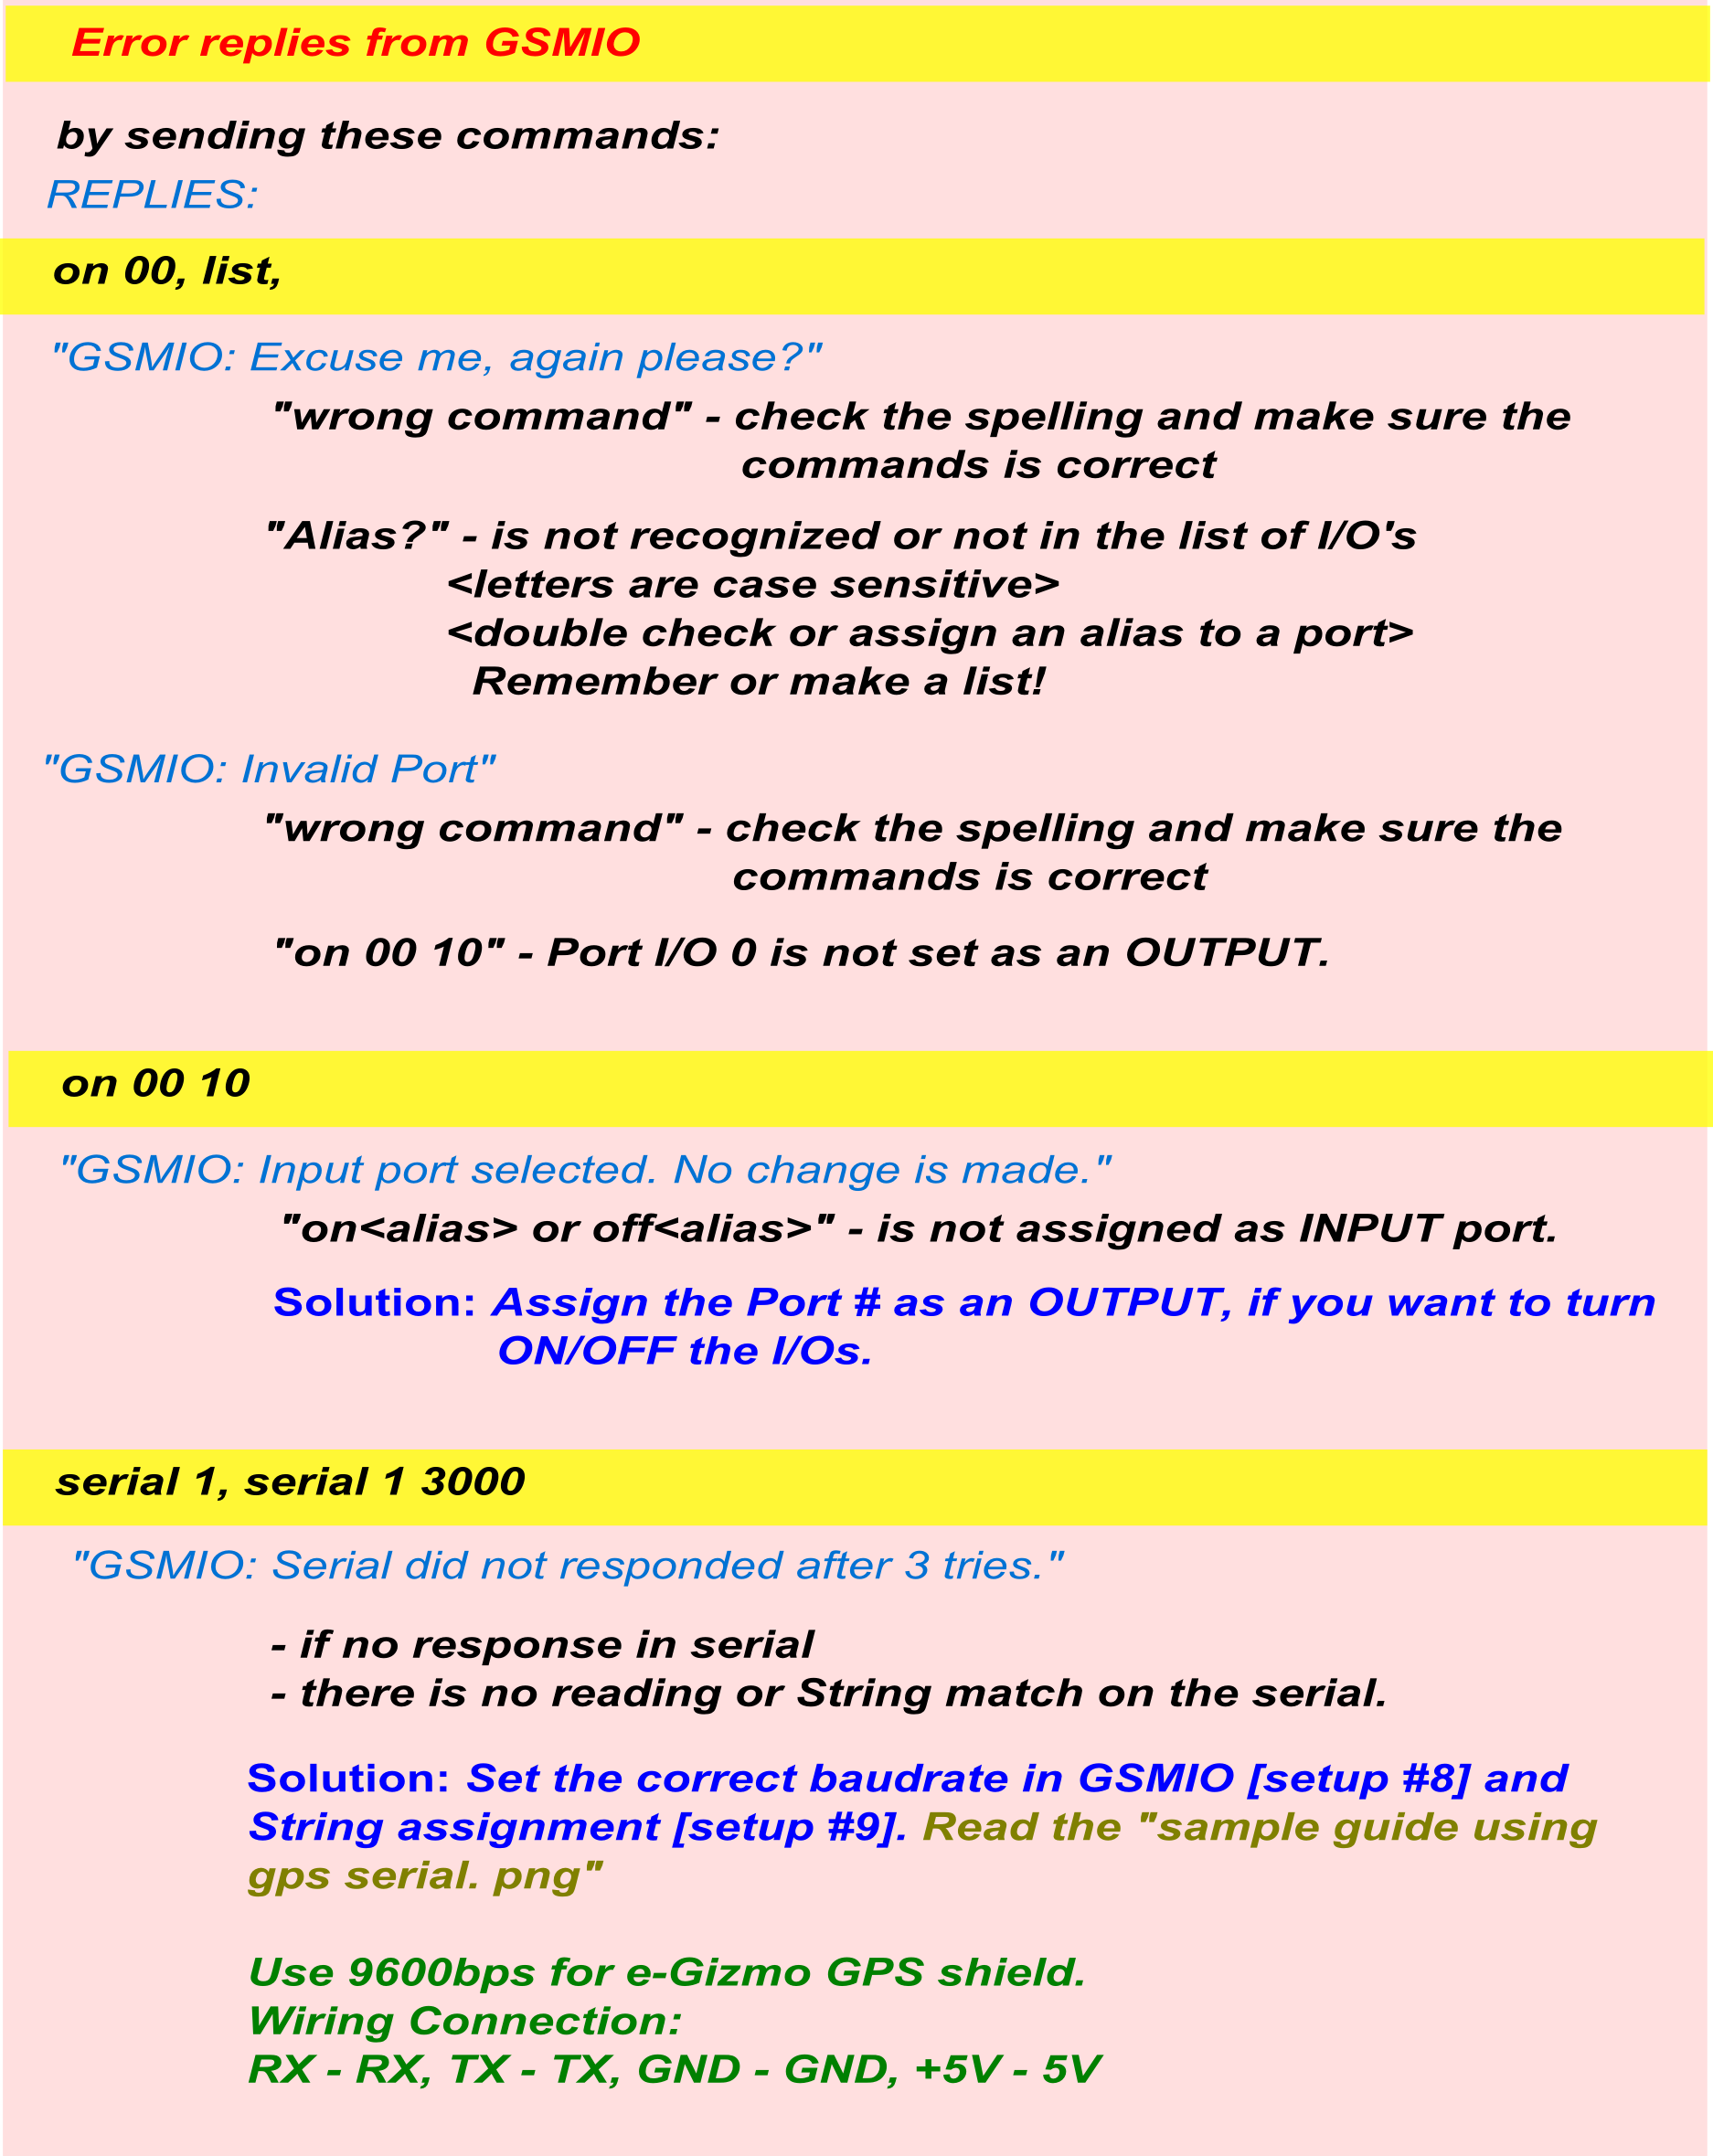 Error replies from GSMIO
by sending these commands:
REPLIES:
on 00, list,
"GSMIO: Excuse me, again please?"
"wrong command" - check the spelling and make sure the
commands is correct
"Alias?" - is not recognized or not in the list of I/O's
<letters are case sensitive>
<double check or assign an alias to a port>
Remember or make a list!
"GSMIO: Invalid Port"
"wrong command" - check the spelling and make sure the
commands is correct
"on 00 10" - Port I/O 0 is not set as an OUTPUT.
on 00 10
"GSMIO: Input port selected. No change is made."
"on<alias> or off<alias>" - is not assigned as INPUT port.
Solution: Assign the Port # as an OUTPUT, if you want to turn
ON/OFF the I/Os.
serial 1, serial 1 3000
"GSMIO: Serial did not responded after 3 tries."
- if no response in serial
- there is no reading or String match on the serial.
Solution: Set the correct baudrate in GSMIO [setup #8] and
String assignment [setup #9]. Read the "sample guide using
gps serial. png"
Use 9600bps for e-Gizmo GPS shield.
Wiring Connection:
RX - RX, TX - TX, GND - GND, +5V - 5V